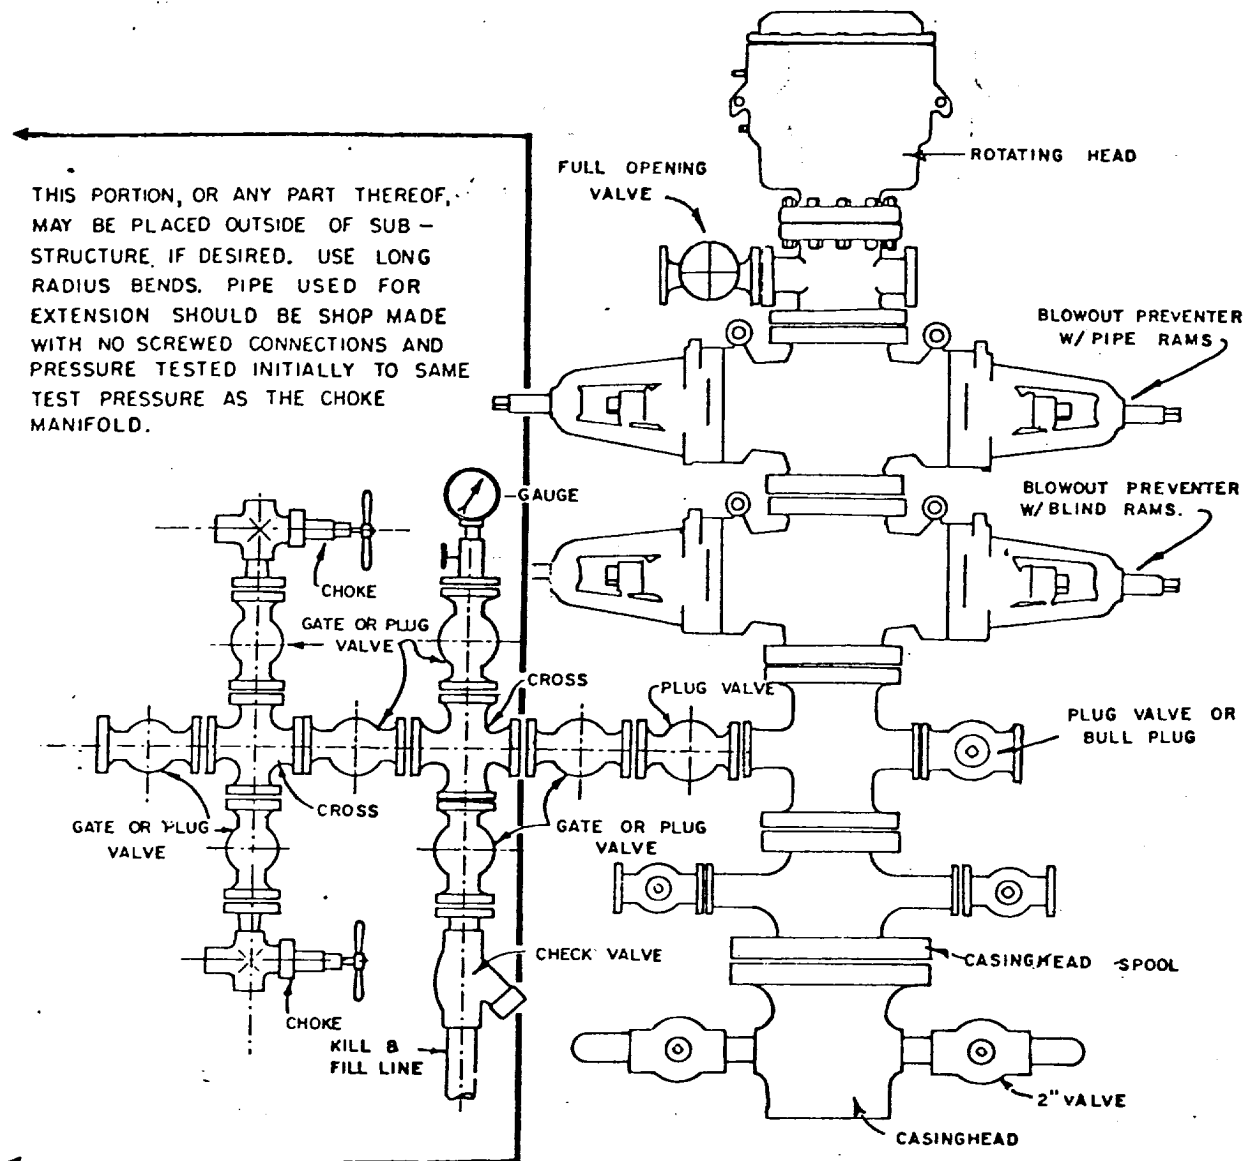 ROTATING HEAD
FULL OPENING
VALVE
THIS PORTION, OR ANY PART THEREOF,
MAY BE PLACED OUTSIDE OF SUB-
STRUCTURE IF DESIRED. USE LONG
RADIUS BENDS. PIPE USED FOR
EXTENSION SHOULD BE SHOP MADE
WITH NO SCREWED CONNECTIONS AND
PRESSURE TESTED INITIALLY TO SAME
TEST PRESSURE AS THE CHOKE
MANIFOLD.
BLOWOUT PREVENTER
W/ PIPE RAMS
BLOWOUT PREVENTER
W/BLIND RAMS.
GAUGE
CHOKE
GATE OR PLUG
VALVE
CROSS
PLUG VALVE
PLUG VALVE OR
BULL PLUG
CROSS
GATE OR PLUG
VALVE
GATE OR PLUG
VALVE
CHECK VALVE
CASINGHEAD SPOOL
CHOKE
KILL &
FILL LINE
2" VALVE
CASINGHEAD